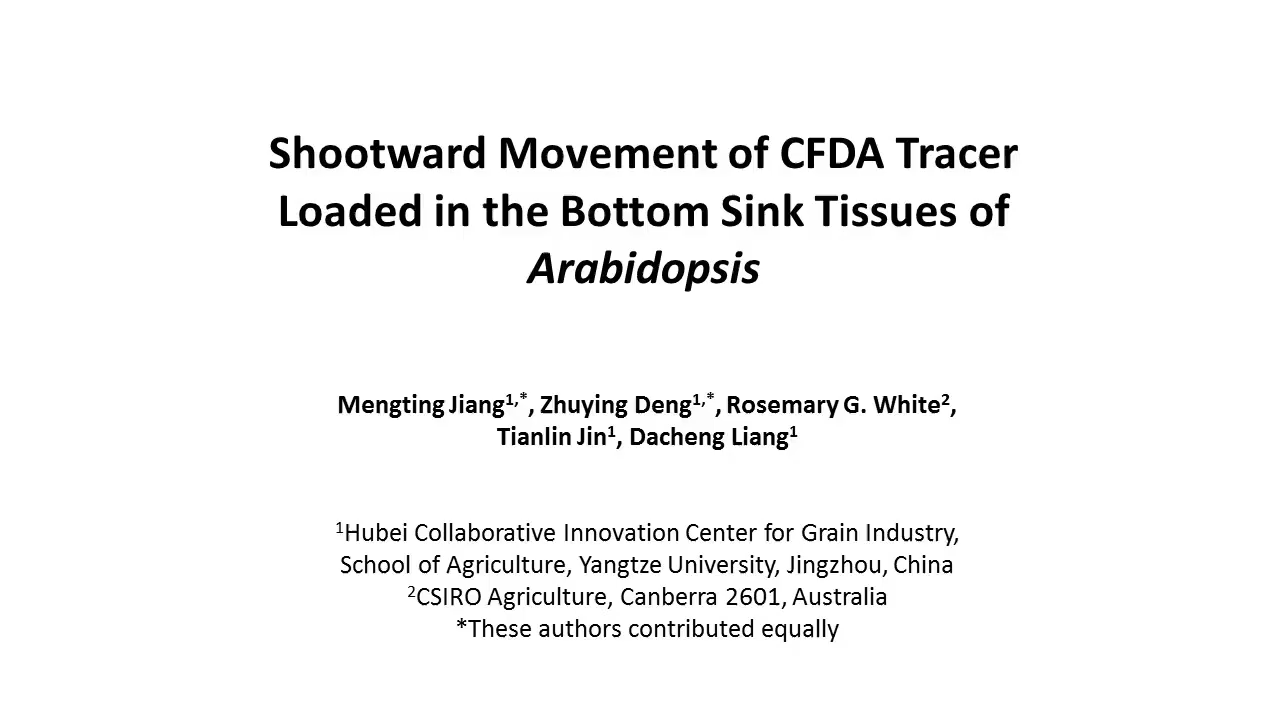 Shootward Movement of CFDA Tracer
Loaded in the Bottom Sink Tissues of
Arabidopsis
Mengting Jiang1,*, Zhuying Deng1,*, Rosemary G. White2,
Tianlin Jin1, Dacheng Liang1
1Hubei Collaborative Innovation Center for Grain Industry,
School of Agriculture, Yangtze University, Jingzhou, China
2CSIRO Agriculture, Canberra 2601, Australia
*These authors contributed equally